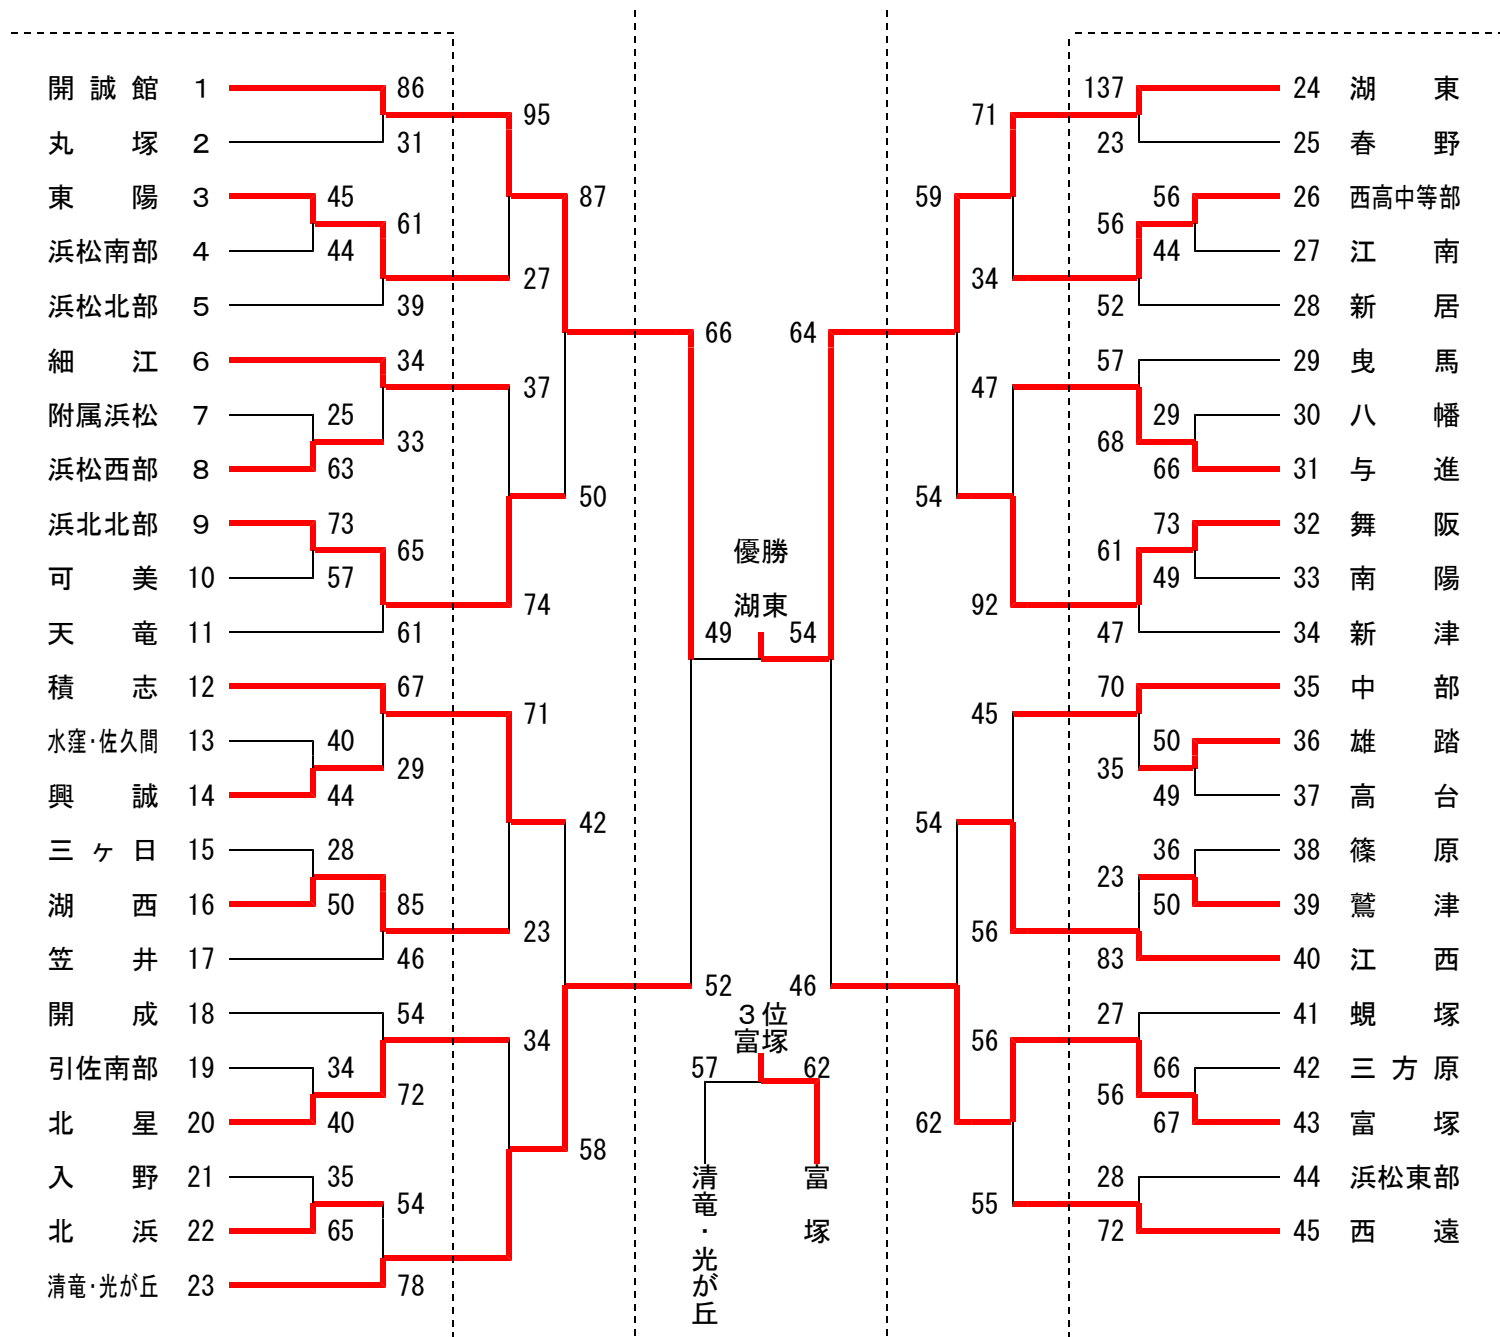 開誠館 1 86
丸塚 2 31
95
東陽 3 45
浜松南部 4 44
61
浜松北部 5 39
27
87
細江 6 34
附属浜松 7 25
浜松西部 8 63
33
37
浜北北部 9 73
可美 10 57
65
天竜 11 61
74
50
66
積志 12 67
水窪・佐久間 13 40
興誠 14 44
29
71
三ヶ日 15 28
湖西 16 50
85
笠井 17 46
23
42
開成 18 54
引佐南部 19 34
北星 20 40
72
34
入野 21 35
北浜 22 65
54
清竜・光が丘 23 78
58
52
優勝
湖東
49 54
３位
富塚
57 62
清竜・光が丘
富塚
137 24 湖東
23 25 春野
71
56 26 西高中等部
44 27 江南
56
52 28 新居
34
59
57 29 曳馬
29 30 八幡
66 31 与進
68
47
73 32 舞阪
49 33 南陽
61
47 34 新津
92
54
64
70 35 中部
50 36 雄踏
49 37 高台
35
45
36 38 篠原
50 39 鷲津
23
83 40 江西
56
54
27 41 蜆塚
66 42 三方原
67 43 富塚
56
56
28 44 浜松東部
72 45 西遠
55
62
46